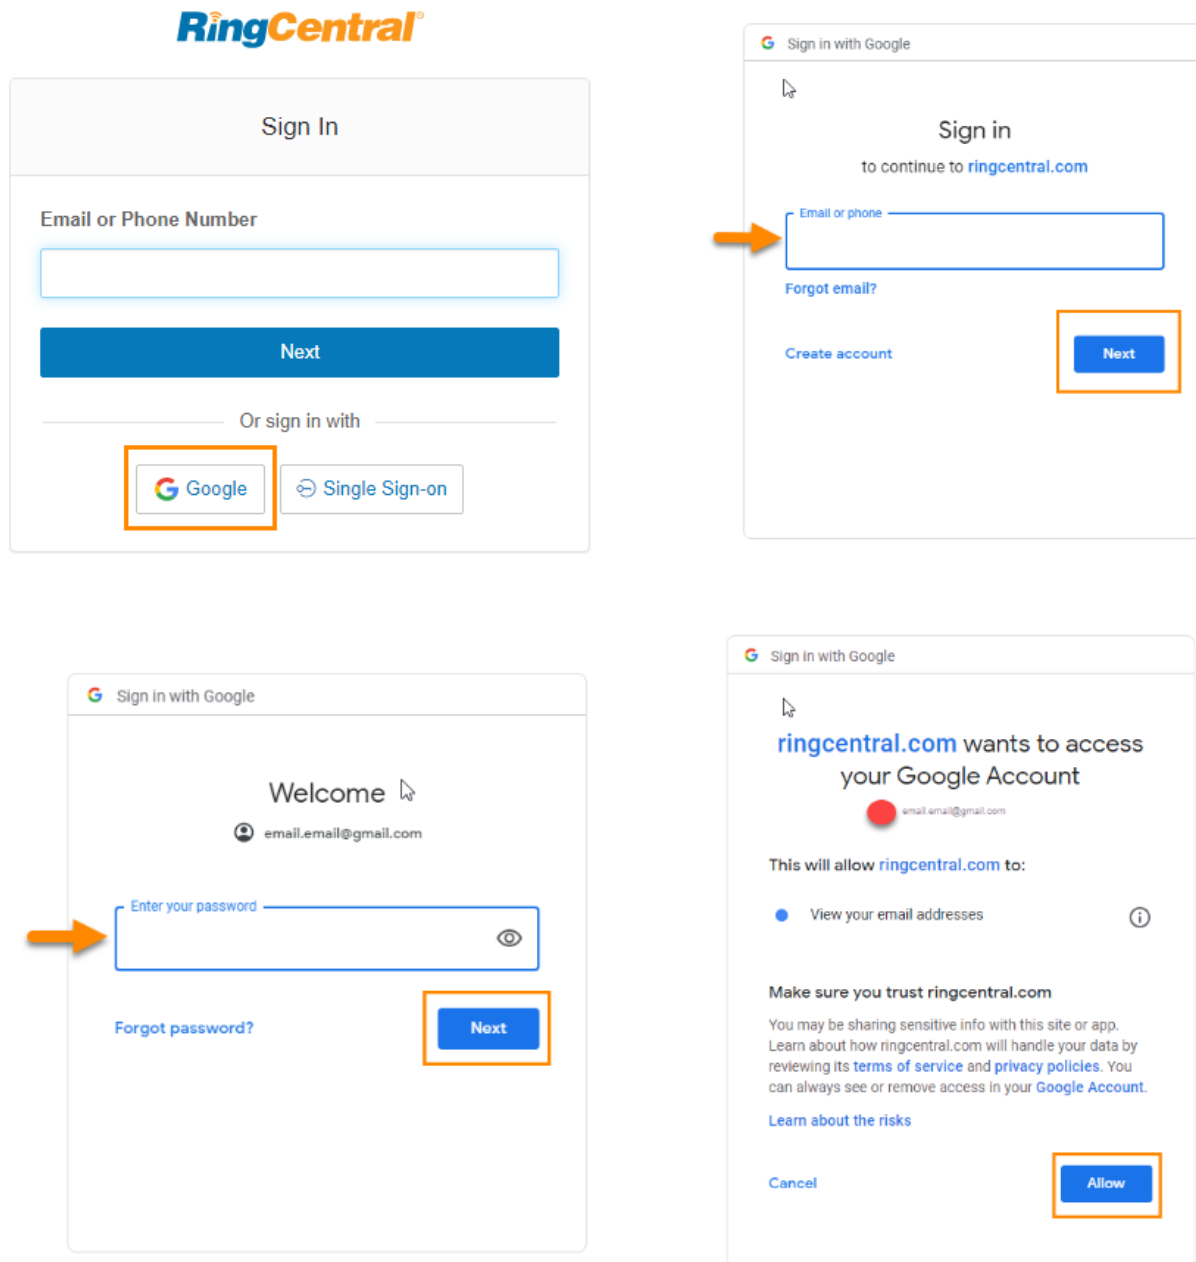 RingCentral®
Sign In
Email or Phone Number
Next
Or sign in with
Google
Single Sign-on
Sign in with Google
Sign in
to continue to ringcentral.com
Email or phone
Forgot email?
Create account
Next
Sign in with Google
Welcome
email.email@gmail.com
Enter your password
Forgot password?
Next
Sign in with Google
ringcentral.com wants to access
your Google Account
email.email@gmail.com
This will allow ringcentral.com to:
View your email addresses
Make sure you trust ringcentral.com
You may be sharing sensitive info with this site or app.
Learn about how ringcentral.com will handle your data by
reviewing its terms of service and privacy policies. You
can always see or remove access in your Google Account.
Learn about the risks
Cancel
Allow